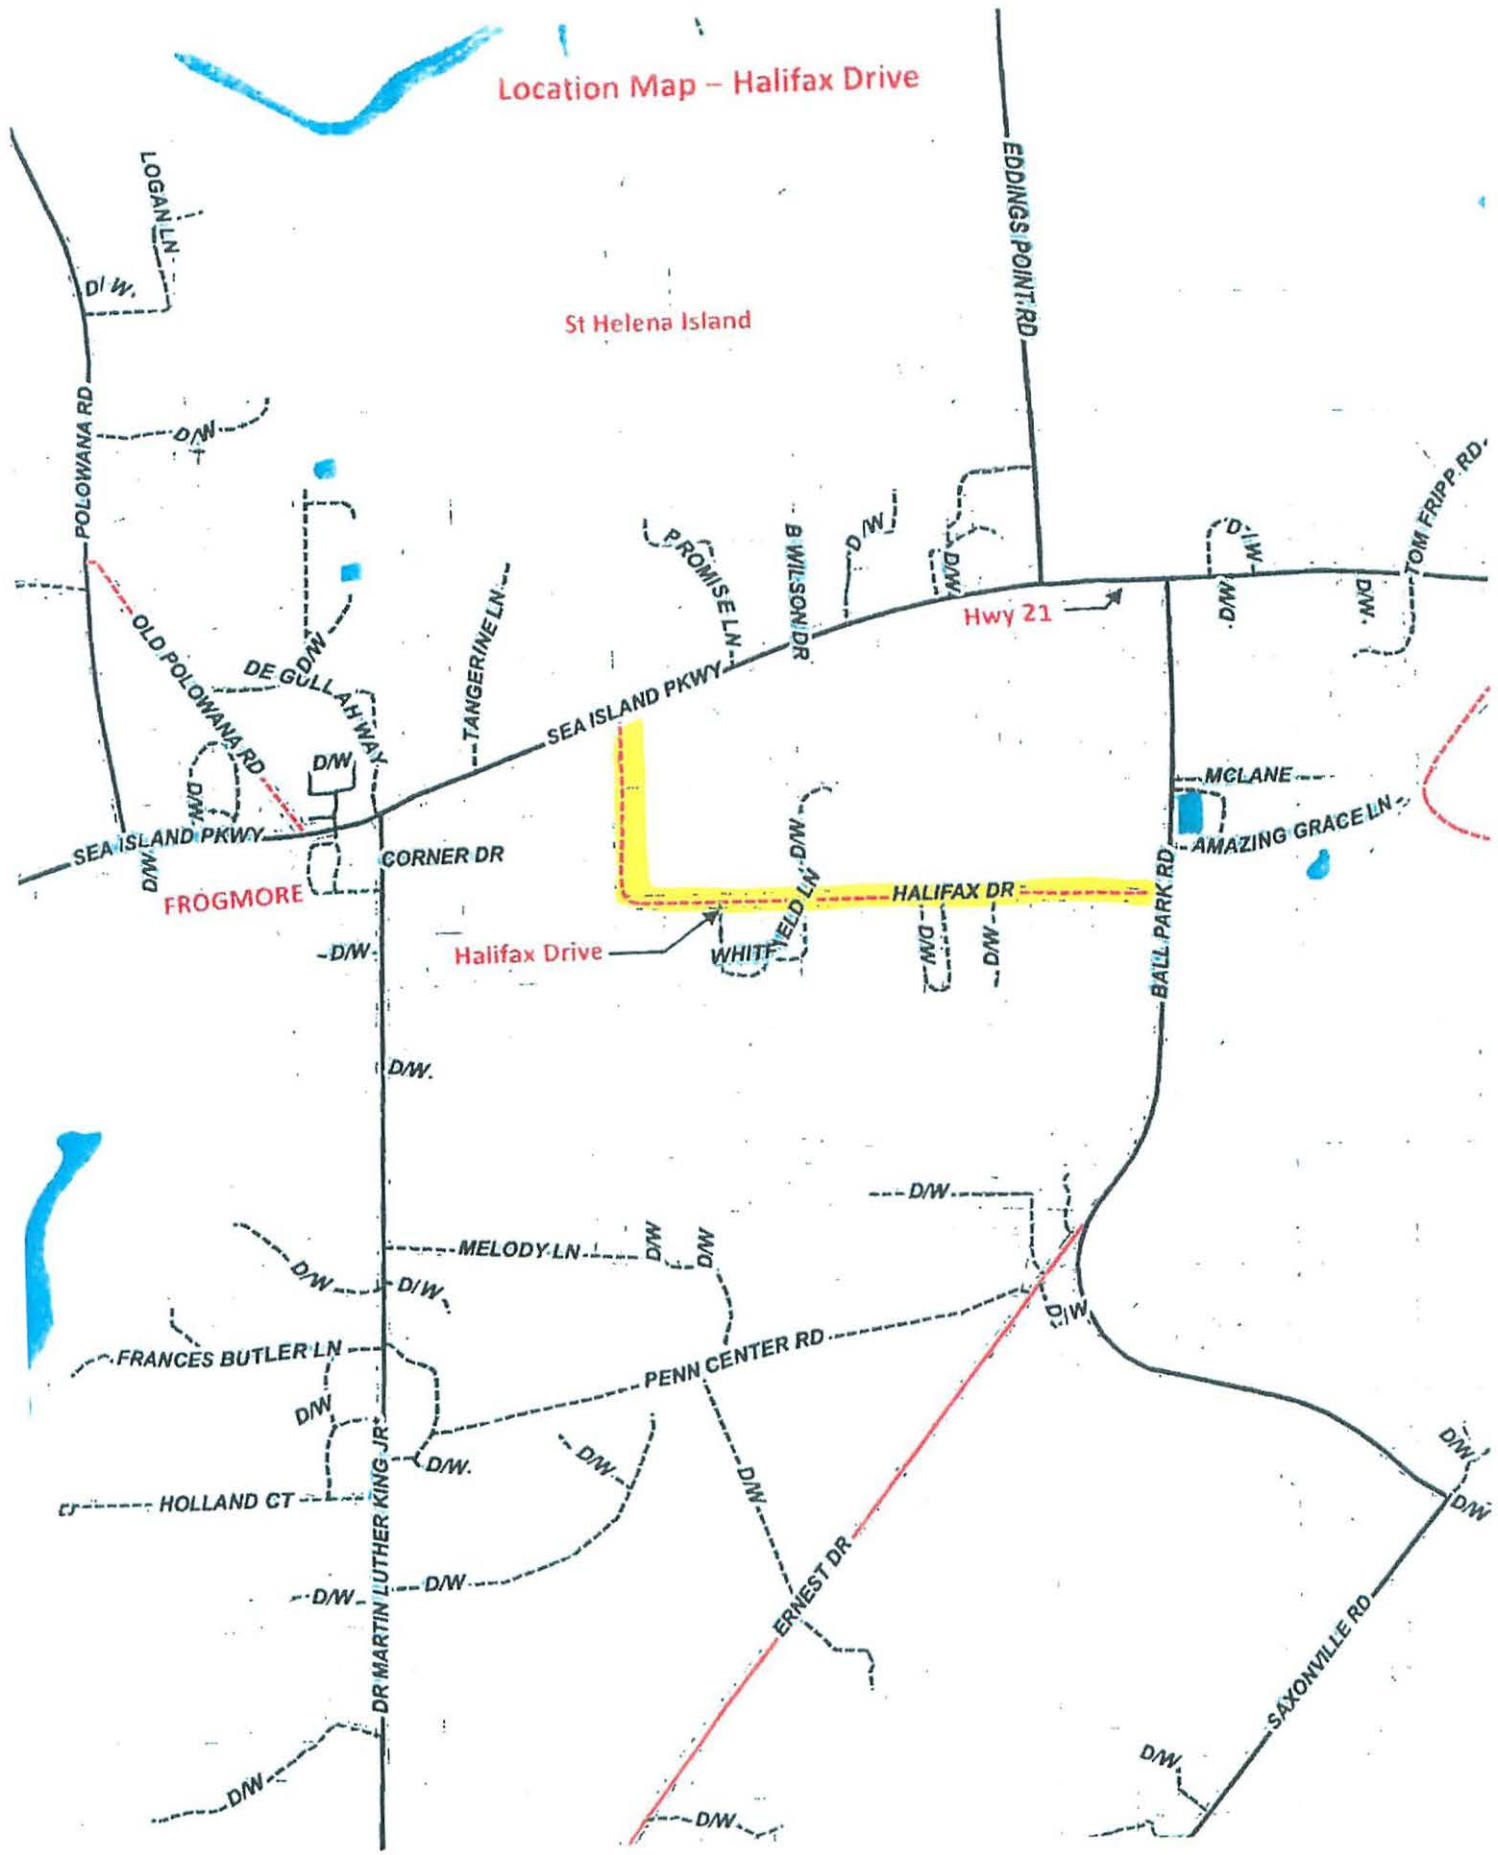 Location Map – Halifax Drive
EDDINGS POINT RD
LOGAN LN
D/W.
St Helena Island
POLOWANA RD
D/W
TOM FRIPP RD.
PROMISE LN
B WILSON DR
D/W
D/W
D/W
Hwy 21
D/W.
D/W.
OLD POLOWANA RD
DE GULLAH WAY
D/W
TANGERINE LN
SEA ISLAND PKWY
D/W
D/W
MCLANE
AMAZING GRACE LN
SEA ISLAND PKWY
D/W
CORNER DR
FROGMORE
D/W
WHITFIELD LN
HALIFAX DR
BALL PARK RD
D/W
Halifax Drive
D/W
D/W
D/W.
D/W
MELODY LN
D/W
D/W
D/W
D/W
D/W
FRANCES BUTLER LN
PENN CENTER RD
D/W
D/W.
D/W
D/W
D/W
D/W
HOLLAND CT
DR MARTIN LUTHER KING JR
D/W
D/W
ERNEST DR
SAXONVILLE RD
D/W
D/W
D/W